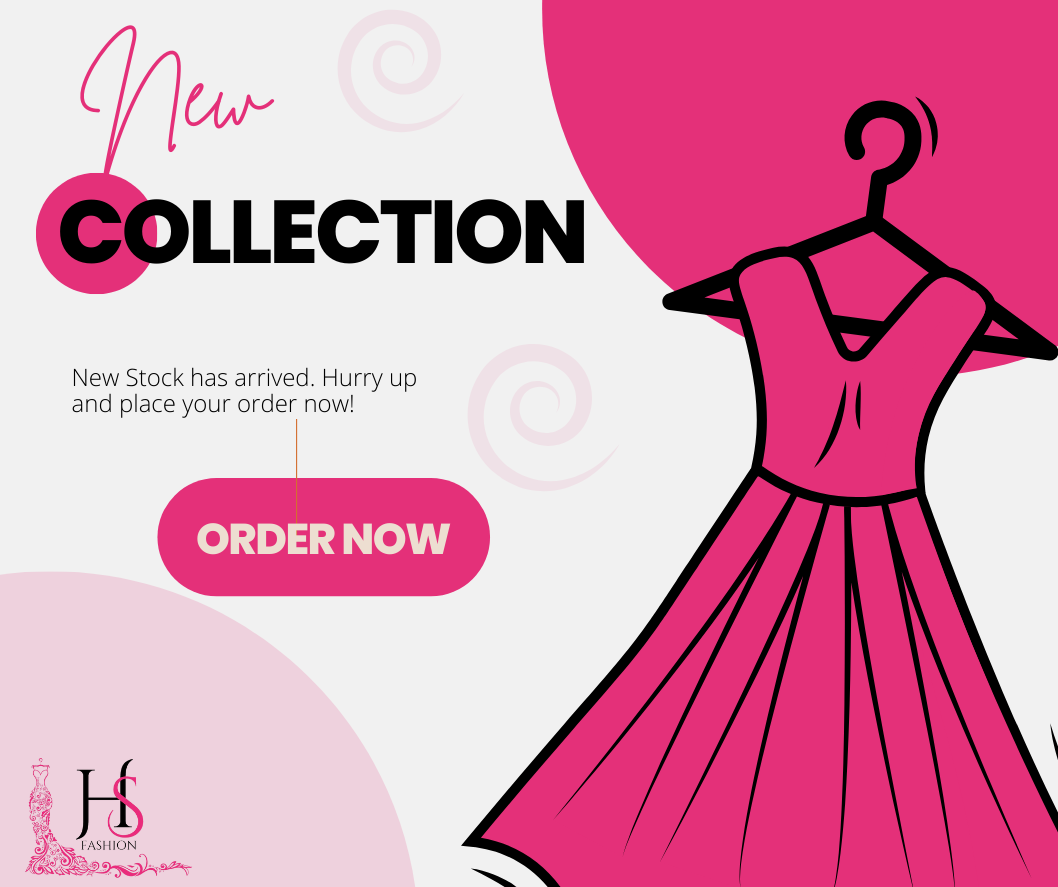 New
COLLECTION
New Stock has arrived. Hurry up
and place your order now!
ORDER NOW
HS
FASHION